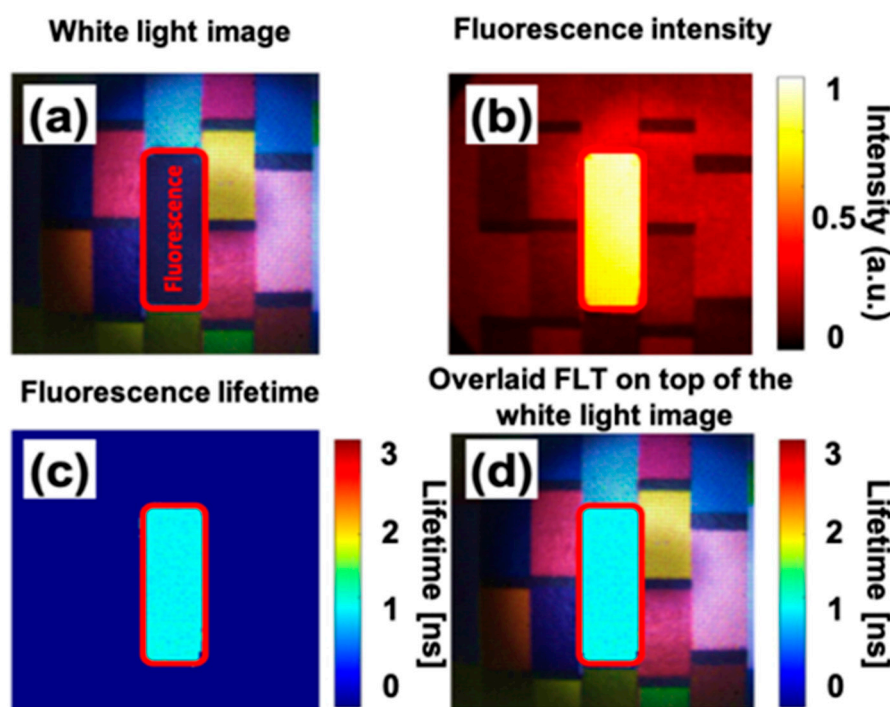 White light image
Fluorescence intensity
(a)
Fluorescence
(b)
1
0.5
0
Intensity (a.u.)
Fluorescence lifetime
Overlaid FLT on top of the
white light image
(c)
3
2
1
0
Lifetime [ns]
(d)
3
2
1
0
Lifetime [ns]